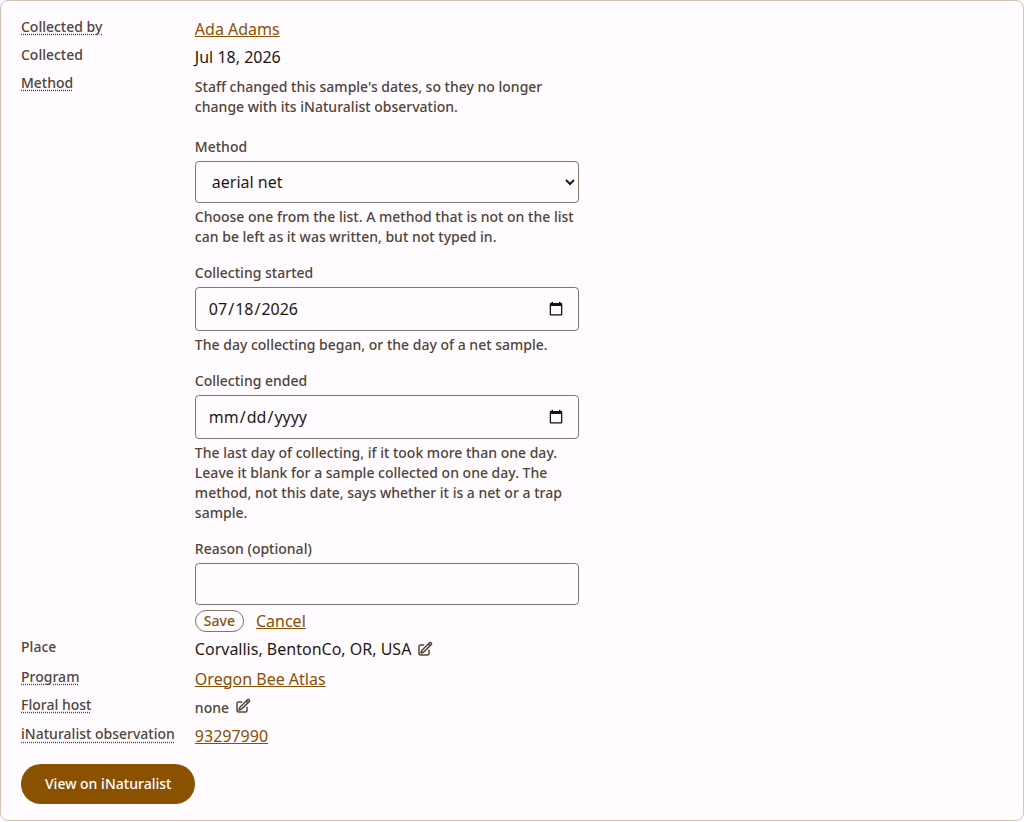 Collected by Ada Adams
Collected Jul 18, 2026
Method Staff changed this sample's dates, so they no longer
change with its iNaturalist observation.
Method
aerial net
Choose one from the list. A method that is not on the list
can be left as it was written, but not typed in.
Collecting started
07/18/2026
The day collecting began, or the day of a net sample.
Collecting ended
mm/dd/yyyy
The last day of collecting, if it took more than one day.
Leave it blank for a sample collected on one day. The
method, not this date, says whether it is a net or a trap
sample.
Reason (optional)
Save Cancel
Place Corvallis, BentonCo, OR, USA
Program Oregon Bee Atlas
Floral host none
iNaturalist observation 93297990
View on iNaturalist